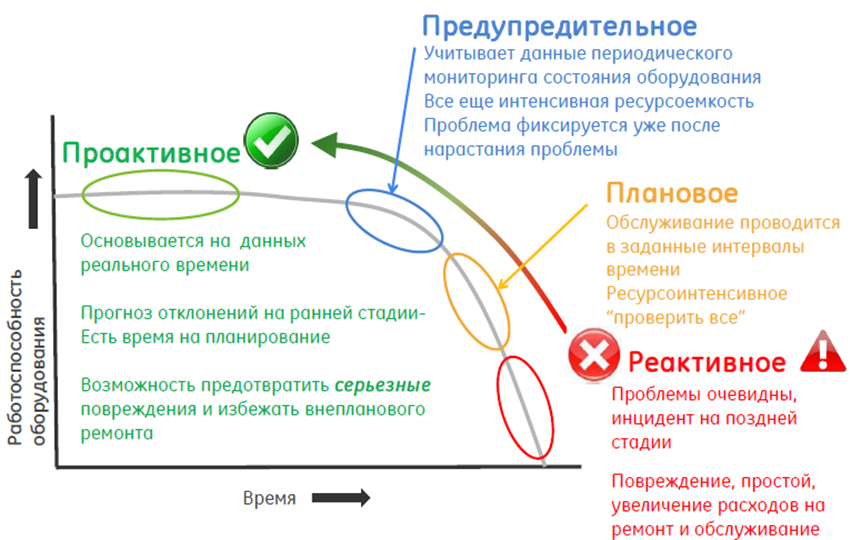 Предупредительное
Учитывает данные периодического
мониторинга состояния оборудования
Все еще интенсивная ресурсоемкость
Проблема фиксируется уже после
нарастания проблемы
Проактивное
Основывается на данных
реального времени
Прогноз отклонений на ранней стадии-
Есть время на планирование
Возможность предотвратить серьезные
повреждения и избежать внепланового
ремонта
Плановое
Обслуживание проводится
в заданные интервалы
времени
Ресурсоинтенсивное
“проверить все”
Реактивное
Проблемы очевидны,
инцидент на поздней
стадии
Повреждение, простой,
увеличение расходов на
ремонт и обслуживание
Работоспособность
оборудования
Время